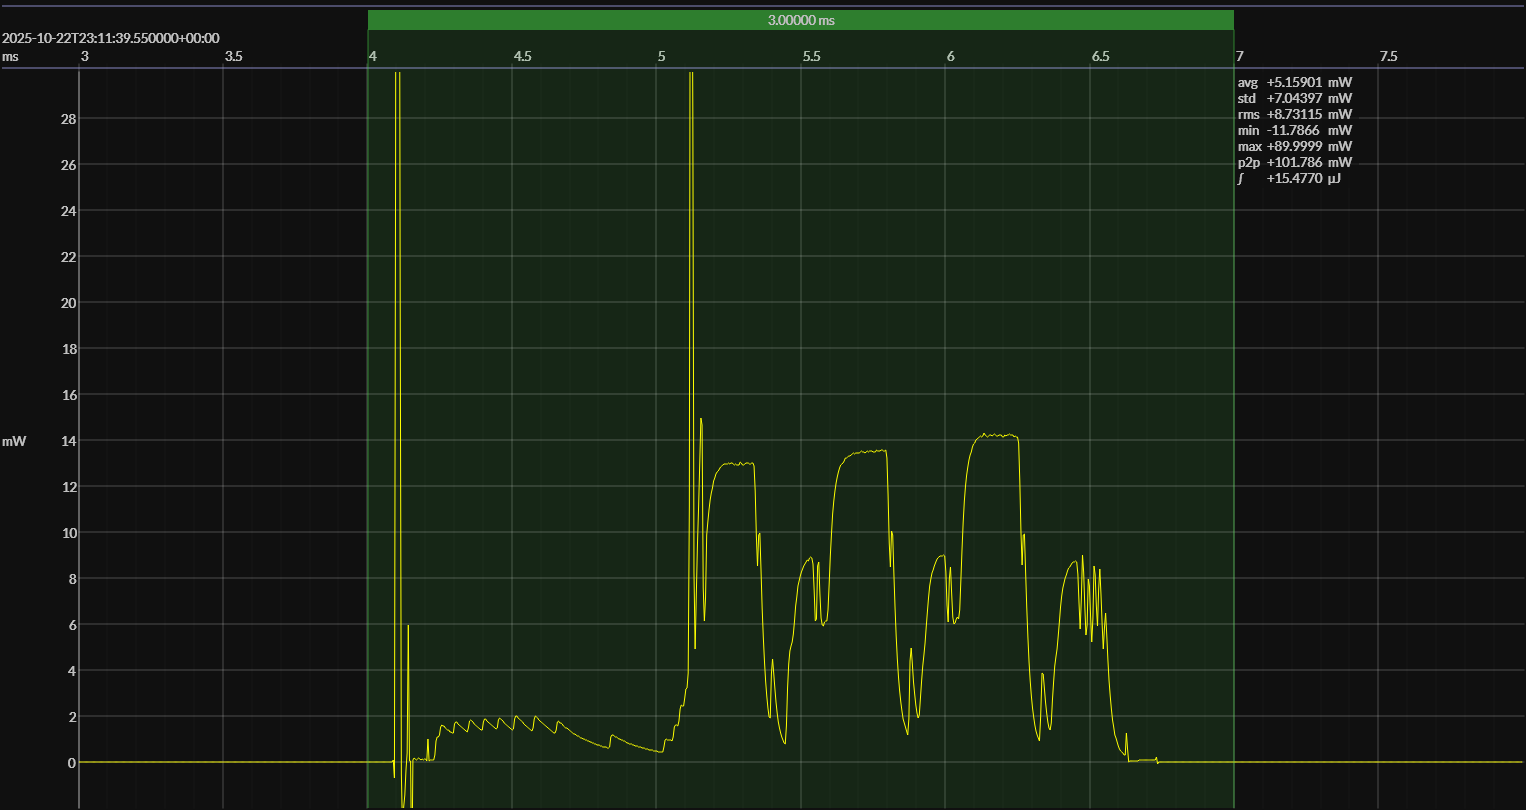 3.00000 ms
2025-10-22T23:11:39.550000+00:00
ms 3 3.5 4 4.5 5 5.5 6 6.5 7 7.5
avg +5.15901 mW
std +7.04397 mW
rms +8.73115 mW
min -11.7866 mW
max +89.9999 mW
p2p +101.786 mW
∫ +15.4770 µJ
28
26
24
22
20
18
16
mW 14
12
10
8
6
4
2
0